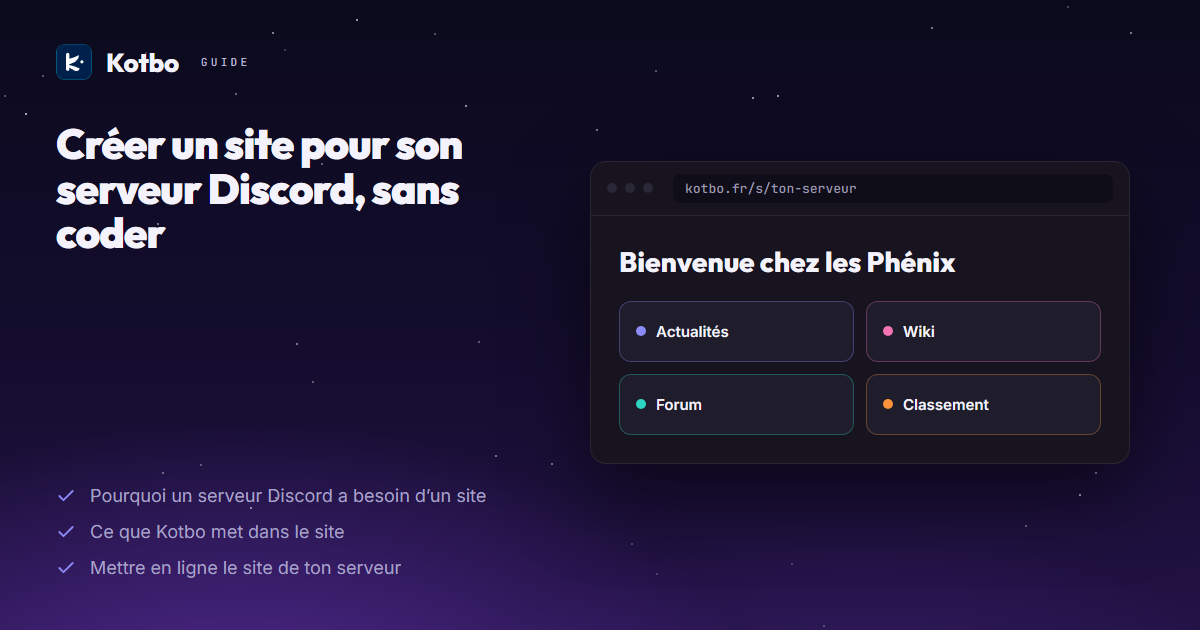 Kotbo
GUIDE
Créer un site pour son
serveur Discord, sans
coder
kotbo.fr/s/ton-serveur
Bienvenue chez les Phénix
Actualités
Wiki
Forum
Classement
Pourquoi un serveur Discord a besoin d’un site
Ce que Kotbo met dans le site
Mettre en ligne le site de ton serveur